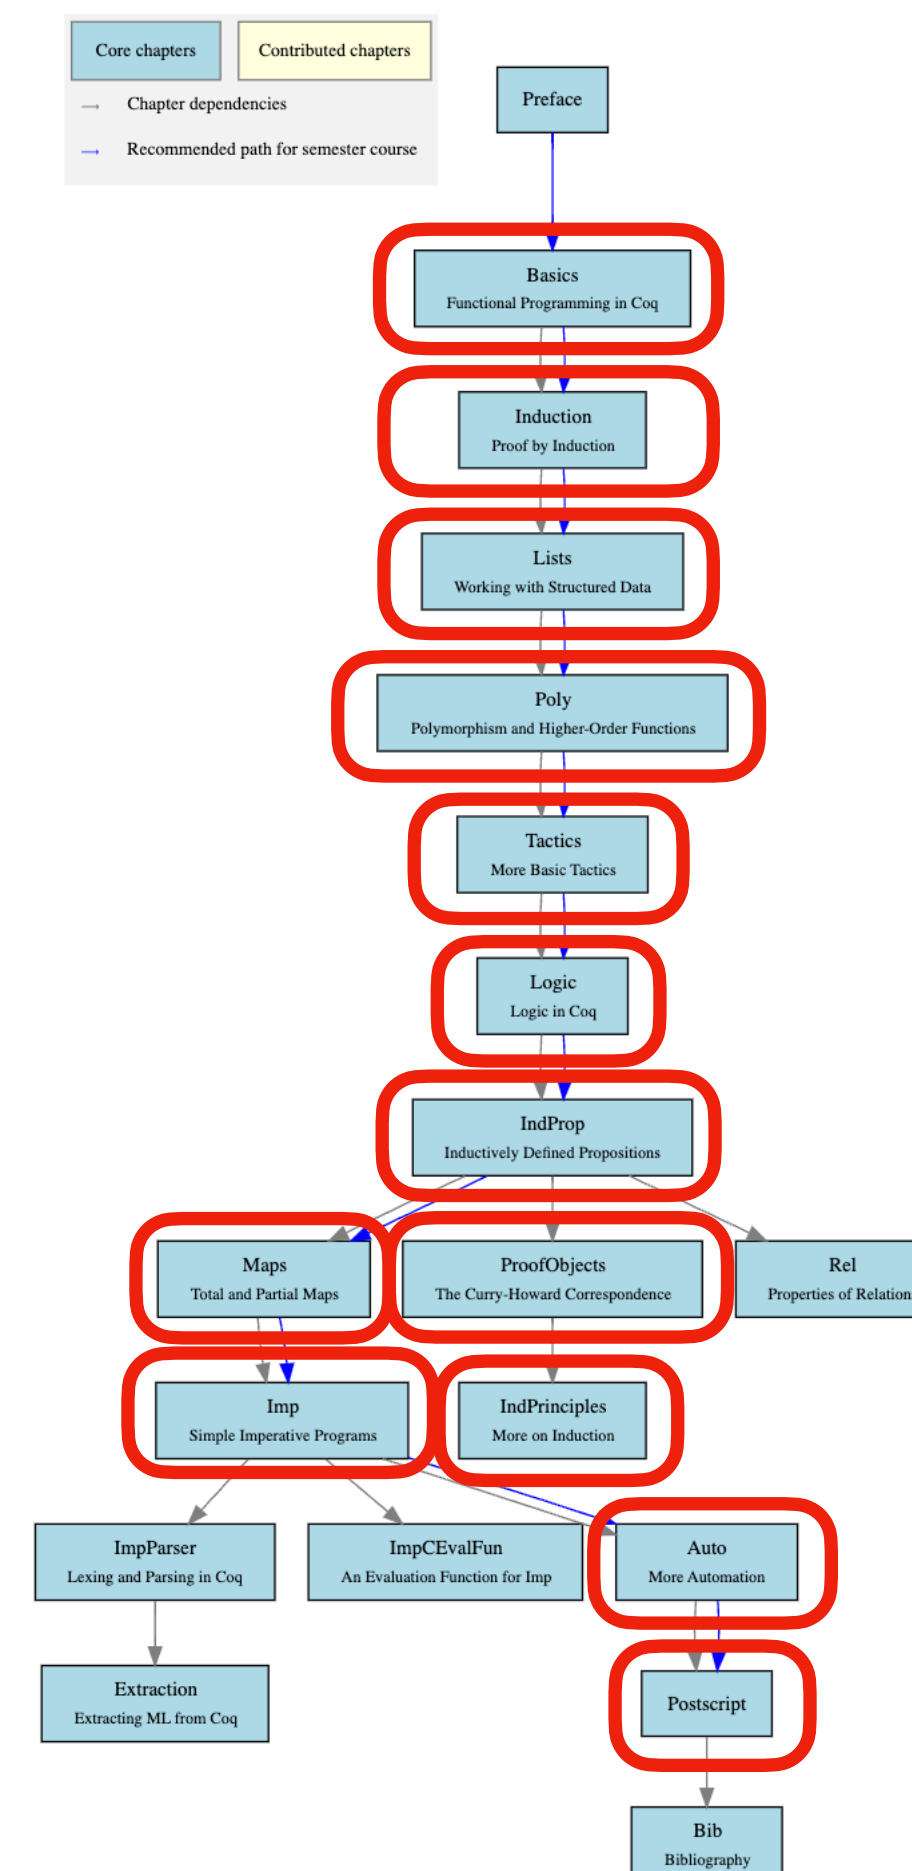 Core chapters
Contributed chapters
Chapter dependencies
Recommended path for semester course
Preface
Basics
Functional Programming in Coq
Induction
Proof by Induction
Lists
Working with Structured Data
Poly
Polymorphism and Higher-Order Functions
Tactics
More Basic Tactics
Logic
Logic in Coq
IndProp
Inductively Defined Propositions
Maps
Total and Partial Maps
ProofObjects
The Curry-Howard Correspondence
Rel
Properties of Relation
Imp
Simple Imperative Programs
IndPrinciples
More on Induction
ImpParser
Lexing and Parsing in Coq
ImpCEvalFun
An Evaluation Function for Imp
Auto
More Automation
Extraction
Extracting ML from Coq
Postscript
Bib
Bibliography